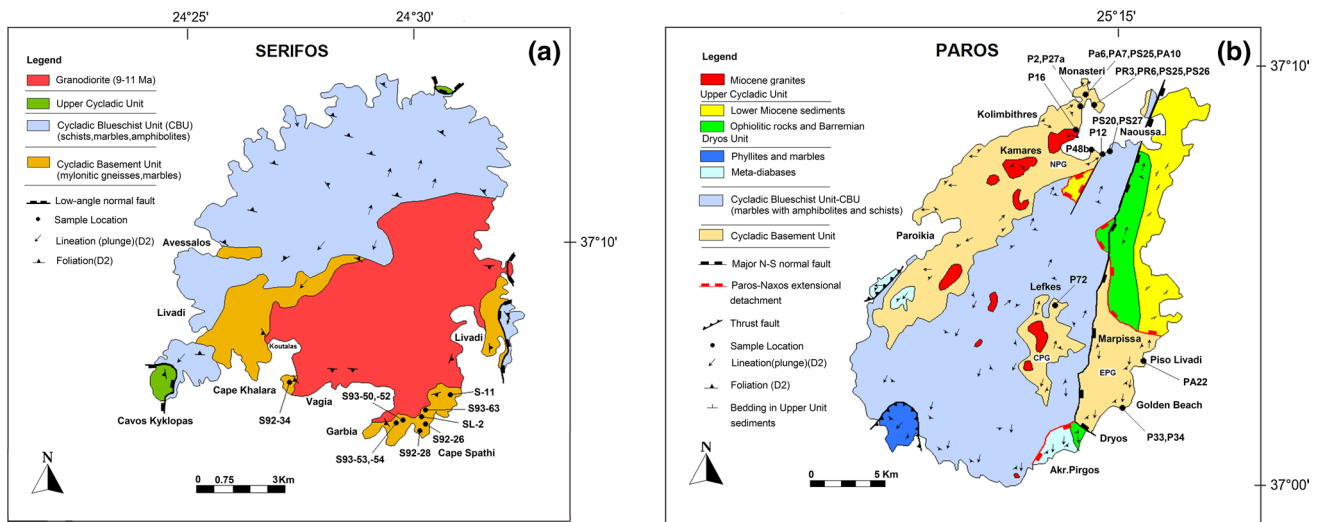 24°25'
24°30'
SERIFOS
(a)
Legend
Granodiorite (9-11 Ma)
Upper Cycladic Unit
Cycladic Blueschist Unit (CBU)
(schists,marbles,amphibolites)
Cycladic Basement Unit
(mylonitic gneisses,marbles)
Low-angle normal fault
Sample Location
Lineation (plunge)(D2)
Foliation(D2)
37°10'
Avessalos
Livadi
Koutalas
Livadi
Cape Khalara
Cavos Kyklopas
Vagia
S92-34
S93-50,-52
S-11
S93-63
SL-2
Garbia
S92-26
Cape Spathi
S92-28
S93-53,-54
N
0 0.75 3Km
25°15'
PAROS
(b)
Legend
Miocene granites
Upper Cycladic Unit
Lower Miocene sediments
Ophiolitic rocks and Barremian
Dryos Unit
Phyllites and marbles
Meta-diabases
Cycladic Blueschist Unit-CBU
(marbles with amphibolites and schists)
Cycladic Basement Unit
Major N-S normal fault
Paros-Naxos extensional
detachment
Thrust fault
Sample Location
Lineation(plunge)(D2)
Foliation (D2)
Bedding in Upper Unit
sediments
Pa6,PA7,PS25,PA10
P2,P27a
Monasteri
PR3,PR6,PS25,PS26
P16
37°10'
Kolimbithres
PS20,PS27
P12
Naoussa
P48b
Kamares
NPG
Paroikia
Lefkes
P72
Marpissa
CPG
EPG
Piso Livadi
PA22
Golden Beach
P33,P34
Dryos
Akr.Pirgos
N
0 5 Km
37°00'